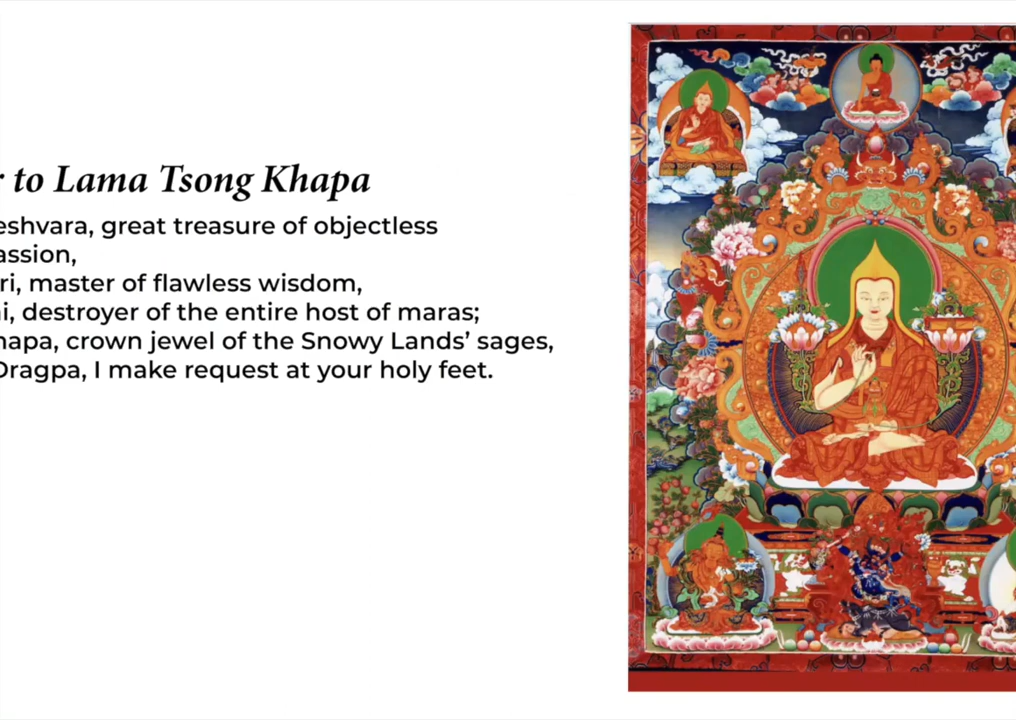 r to Lama Tsong Khapa
eshvara, great treasure of objectless
assion,
ri, master of flawless wisdom,
i, destroyer of the entire host of maras;
hapa, crown jewel of the Snowy Lands’ sages,
Dragpa, I make request at your holy feet.